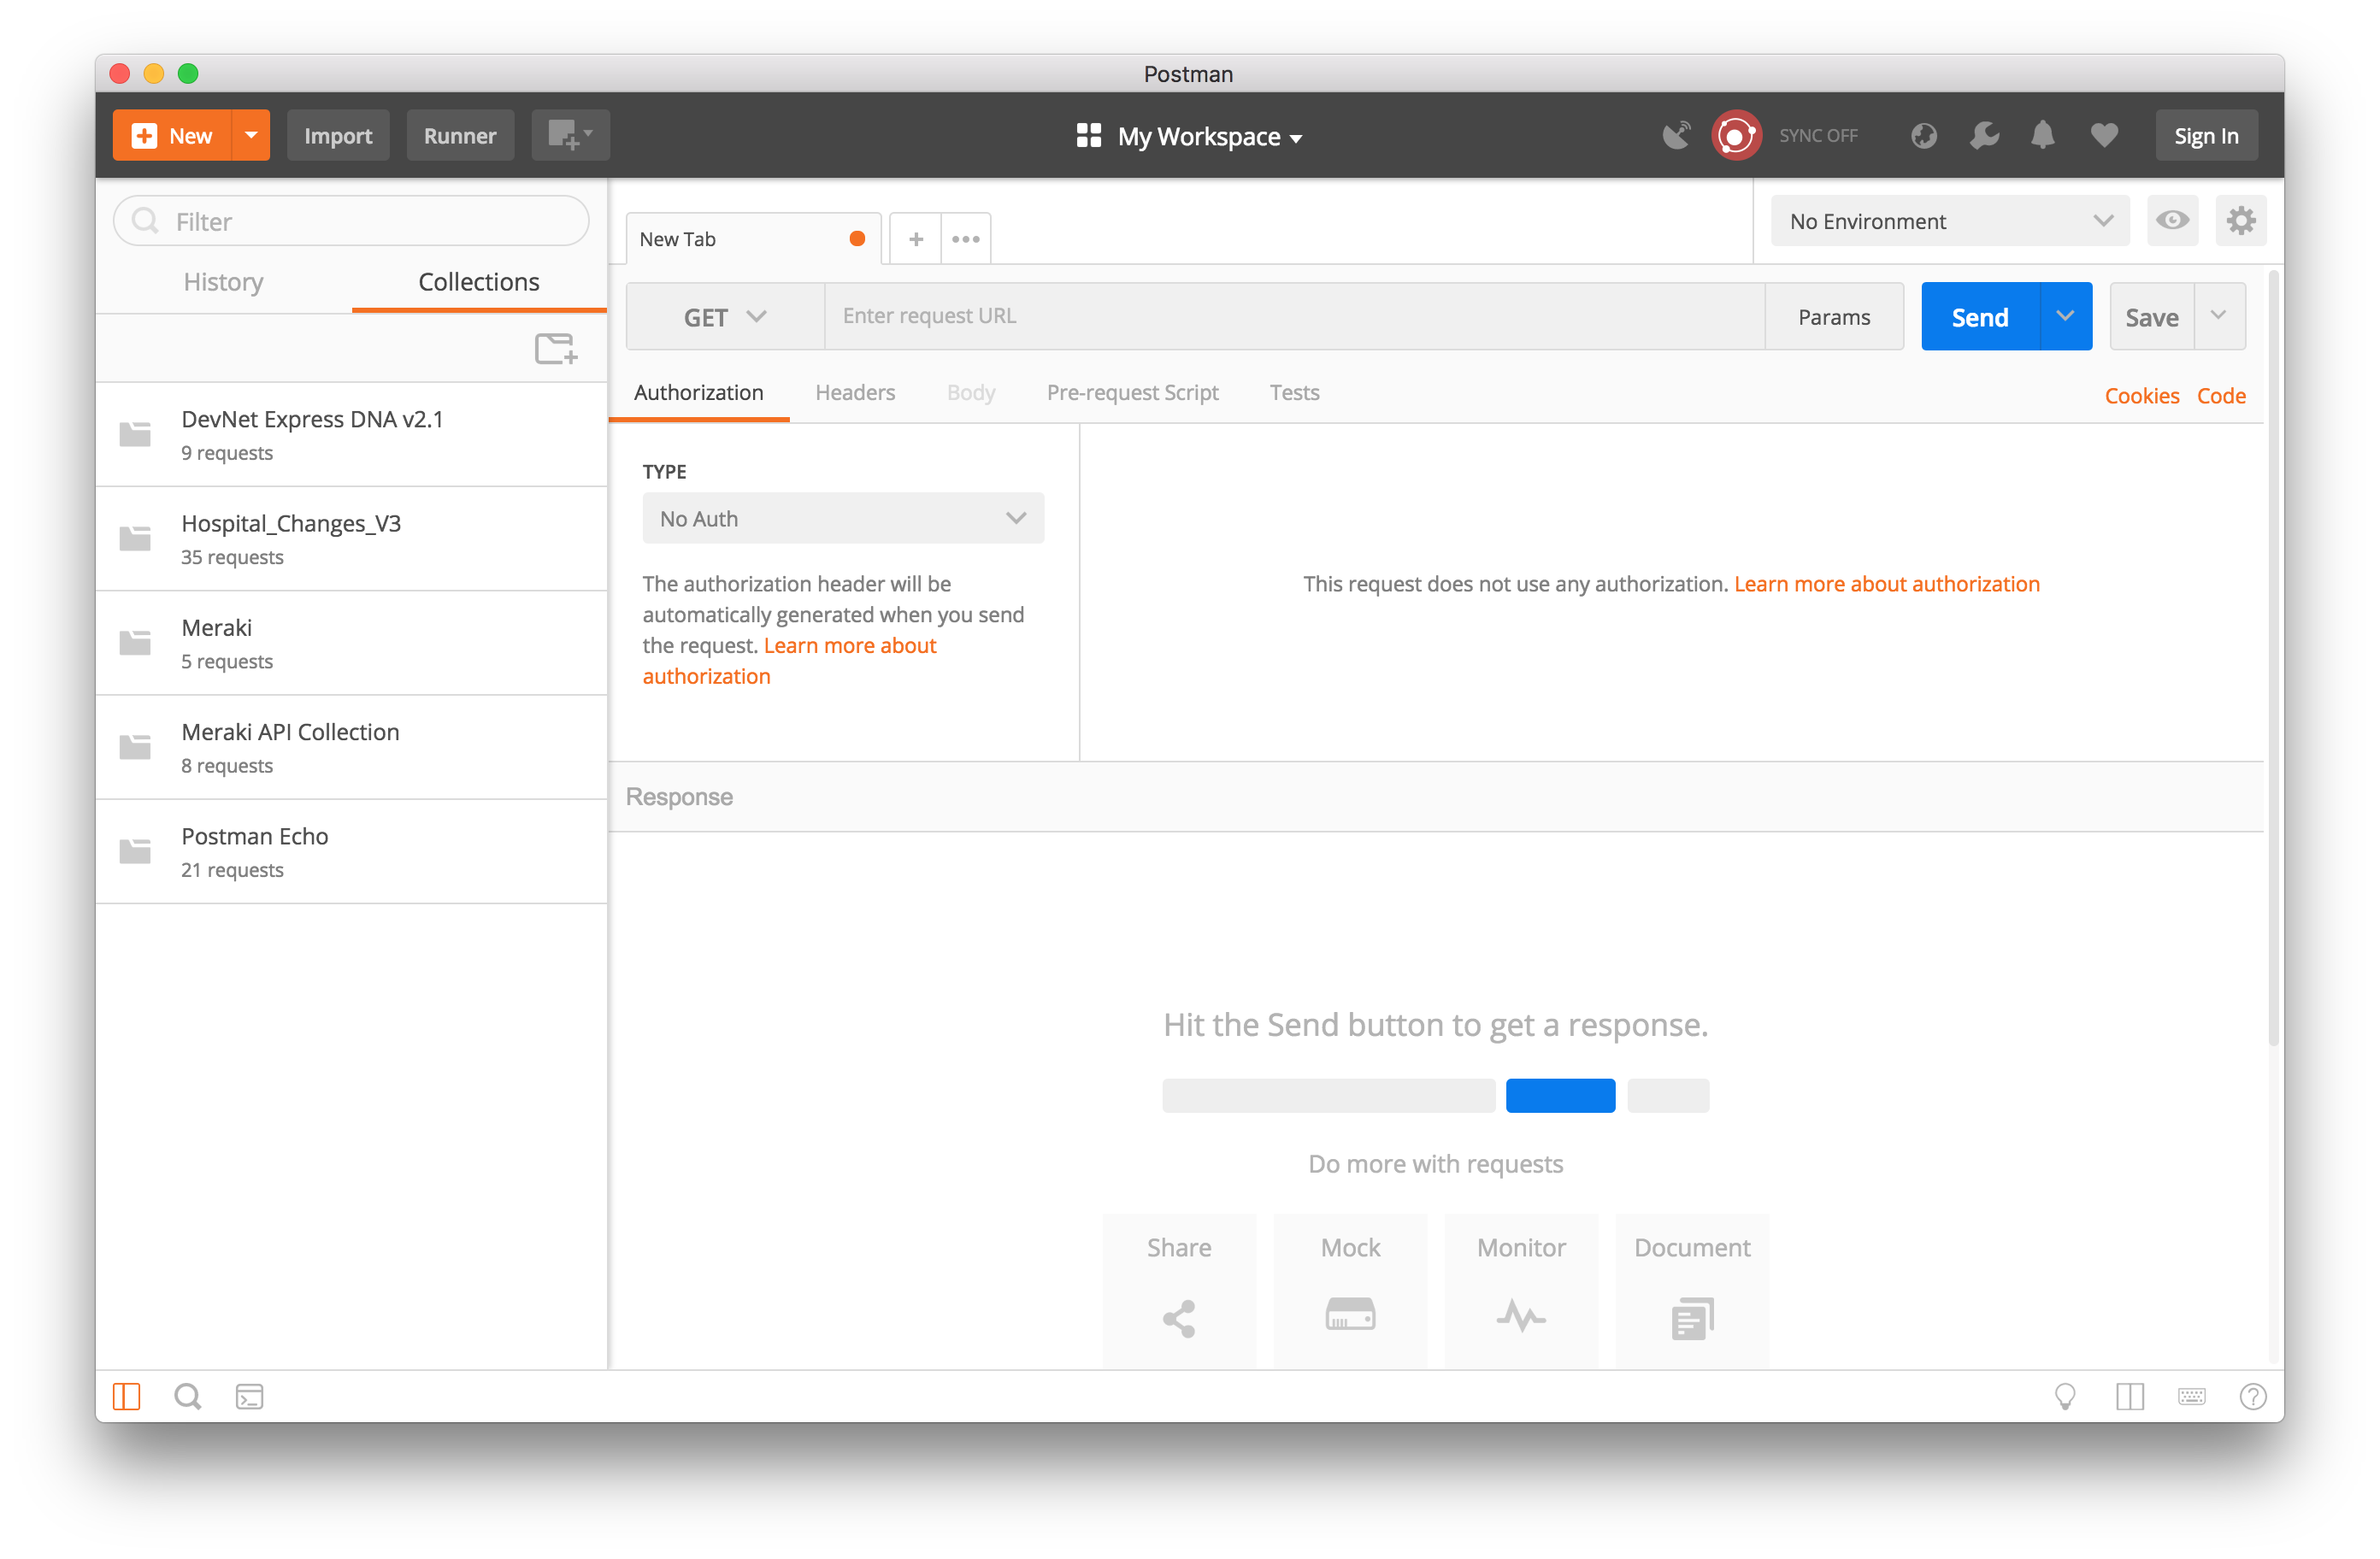 Postman
New
Import
Runner
My Workspace
SYNC OFF
Sign In
Filter
History
Collections
DevNet Express DNA v2.1
9 requests
Hospital_Changes_V3
35 requests
Meraki
5 requests
Meraki API Collection
8 requests
Postman Echo
21 requests
New Tab
No Environment
GET
Enter request URL
Params
Send
Save
Authorization
Headers
Body
Pre-request Script
Tests
Cookies
Code
TYPE
No Auth
The authorization header will be
automatically generated when you send
the request. Learn more about
authorization
This request does not use any authorization. Learn more about authorization
Response
Hit the Send button to get a response.
Do more with requests
Share
Mock
Monitor
Document